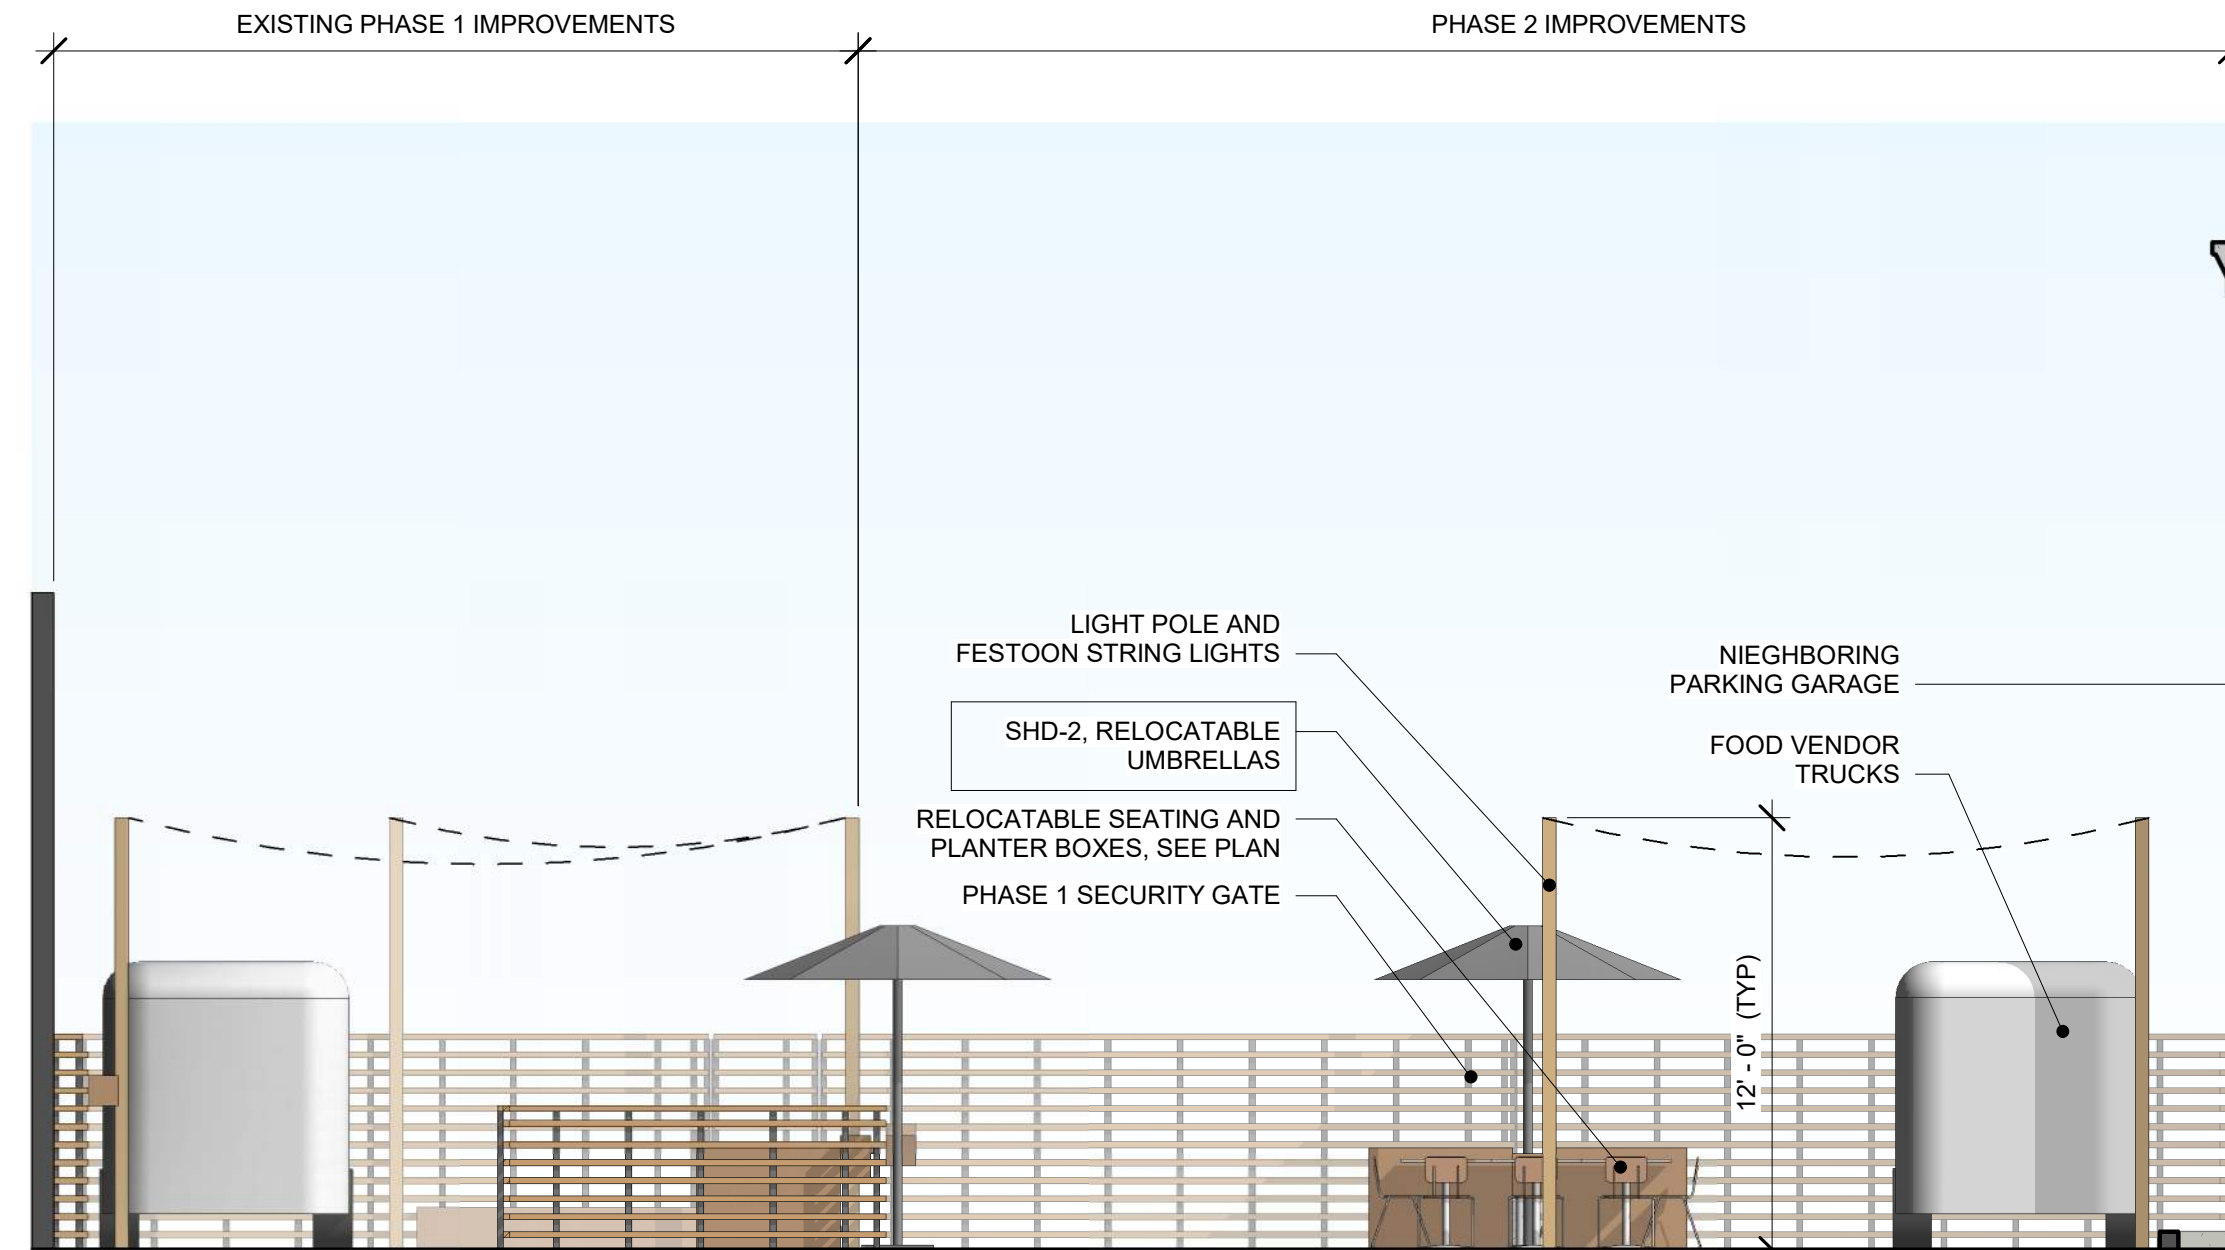 EXISTING PHASE 1 IMPROVEMENTS
PHASE 2 IMPROVEMENTS
LIGHT POLE AND
FESTOON STRING LIGHTS
SHD-2, RELOCATABLE
UMBRELLAS
RELOCATABLE SEATING AND
PLANTER BOXES, SEE PLAN
PHASE 1 SECURITY GATE
NIEGHBORING
PARKING GARAGE
FOOD VENDOR
TRUCKS
12' - 0" (TYP)